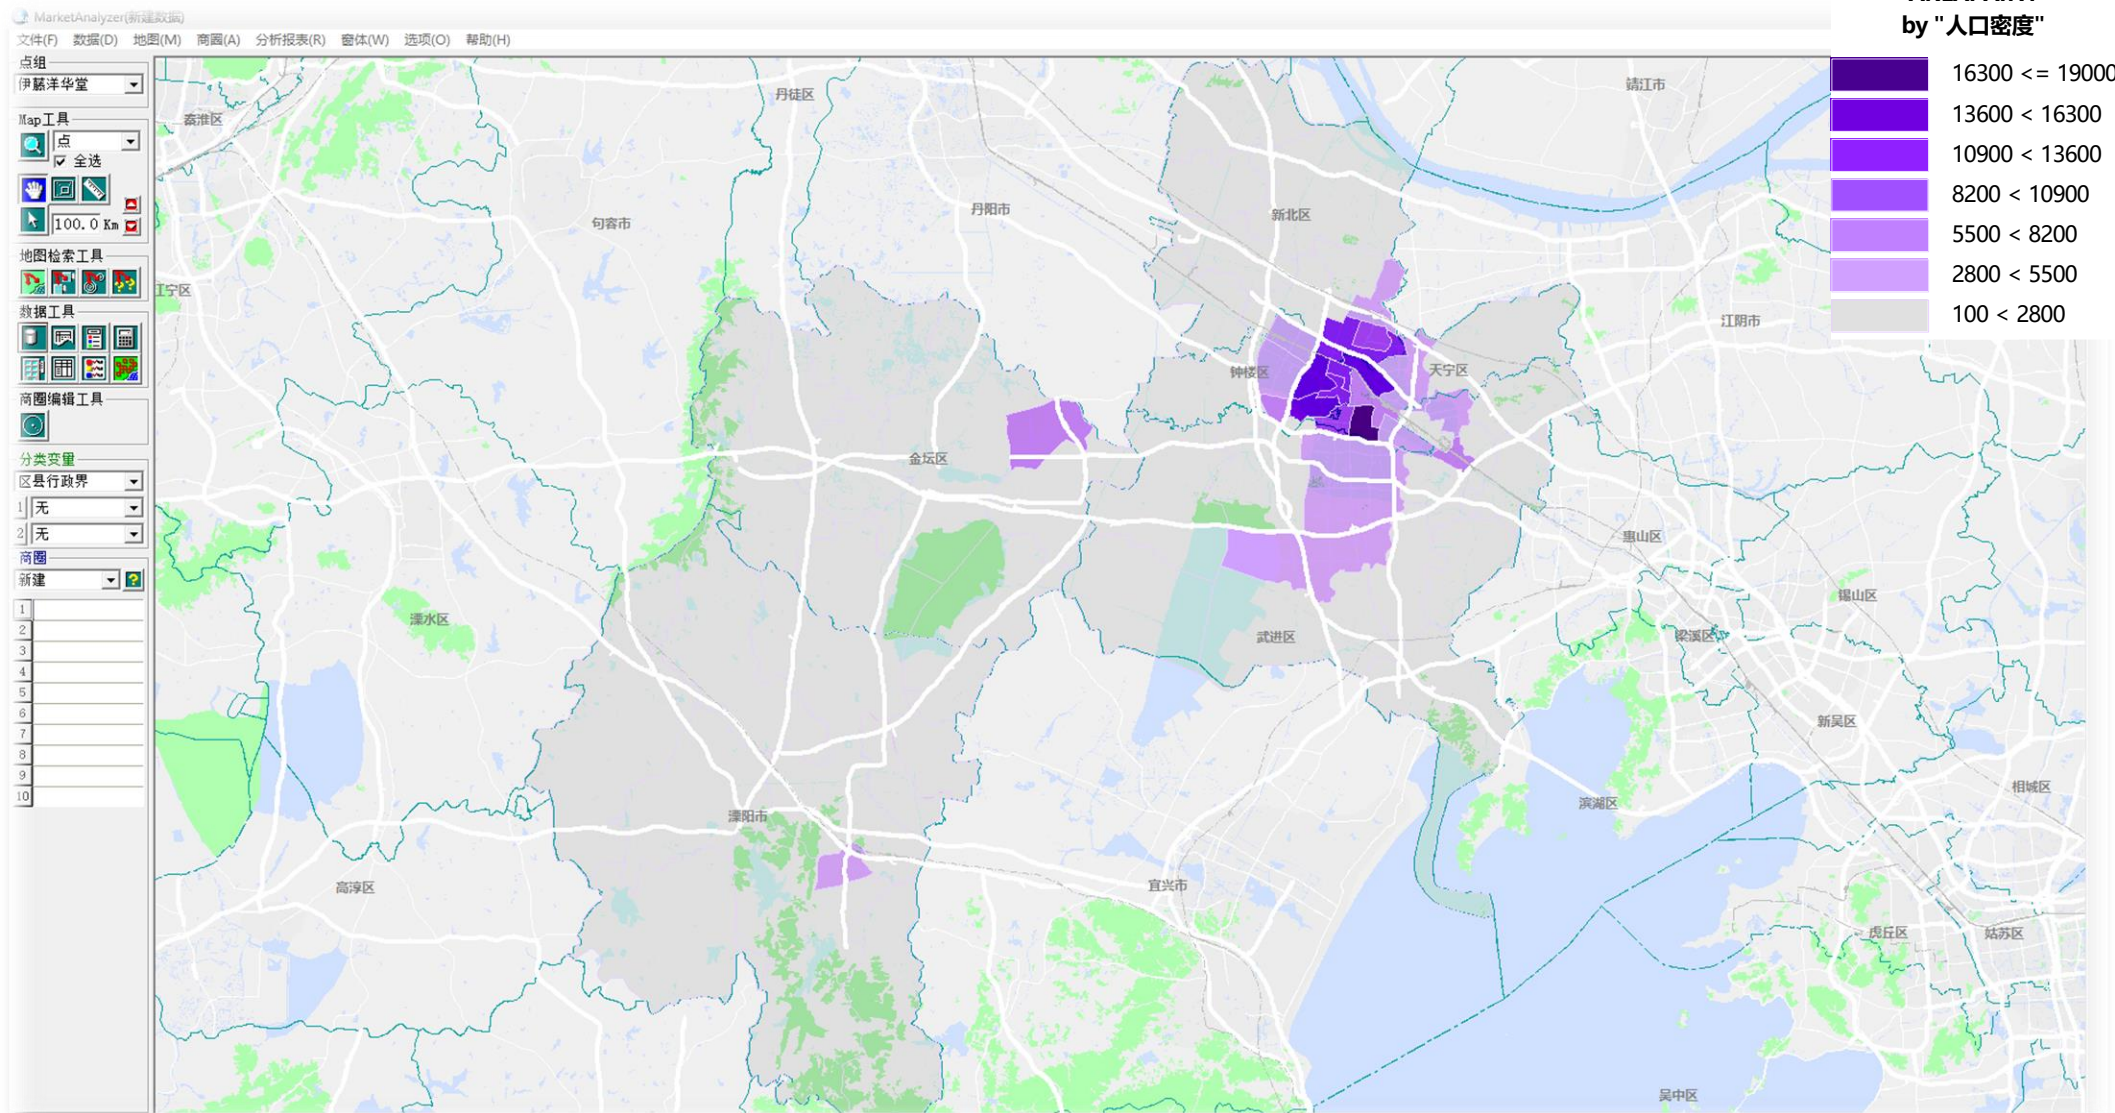 MarketAnalyzer(新建数据)
文件(F) 数据(D) 地图(M) 商圈(A) 分析报表(R) 窗体(W) 选项(O) 帮助(H)
点组
伊藤洋华堂
Map工具
点
全选
100.0 Km
地图检索工具
数据工具
商圈编辑工具
分类变量
区县行政界
1 无
2 无
商圈
新建
1
2
3
4
5
6
7
8
9
10
by "人口密度"
16300 <= 19000
13600 < 16300
10900 < 13600
8200 < 10900
5500 < 8200
2800 < 5500
100 < 2800
丹徒区
靖江市
秦淮区
丹阳市
新北区
句容市
江宁区
江阴市
钟楼区
天宁区
金坛区
惠山区
锡山区
溧水区
武进区
梁溪区
新吴区
相城区
滨湖区
溧阳市
高淳区
宜兴市
虎丘区
姑苏区
吴中区